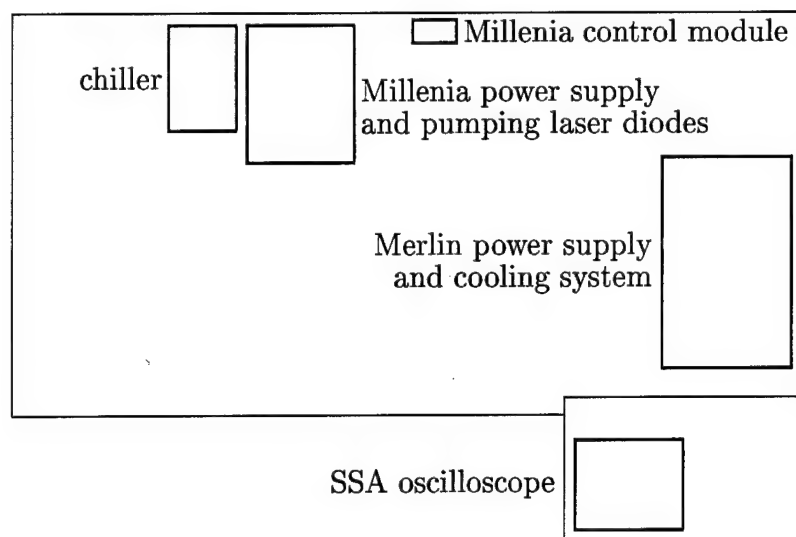 Millenia control module
chiller
Millenia power supply
and pumping laser diodes
Merlin power supply
and cooling system
SSA oscilloscope